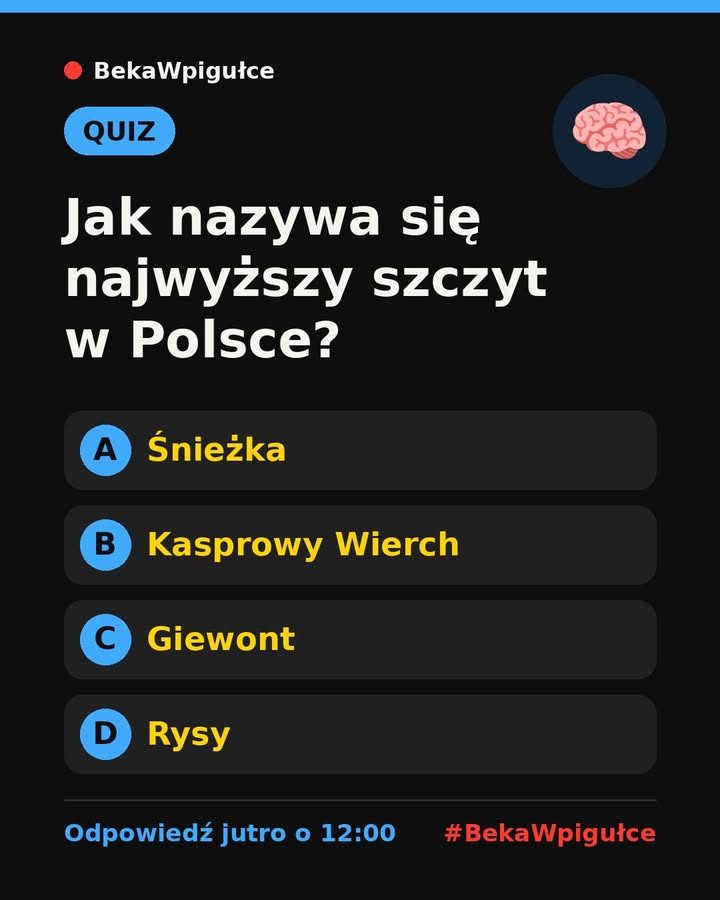 BekaWpigułce
QUIZ
Jak nazywa się
najwyższy szczyt
w Polsce?
A Śnieżka
B Kasprowy Wierch
C Giewont
D Rysy
Odpowiedź jutro o 12:00 #BekaWpigułce